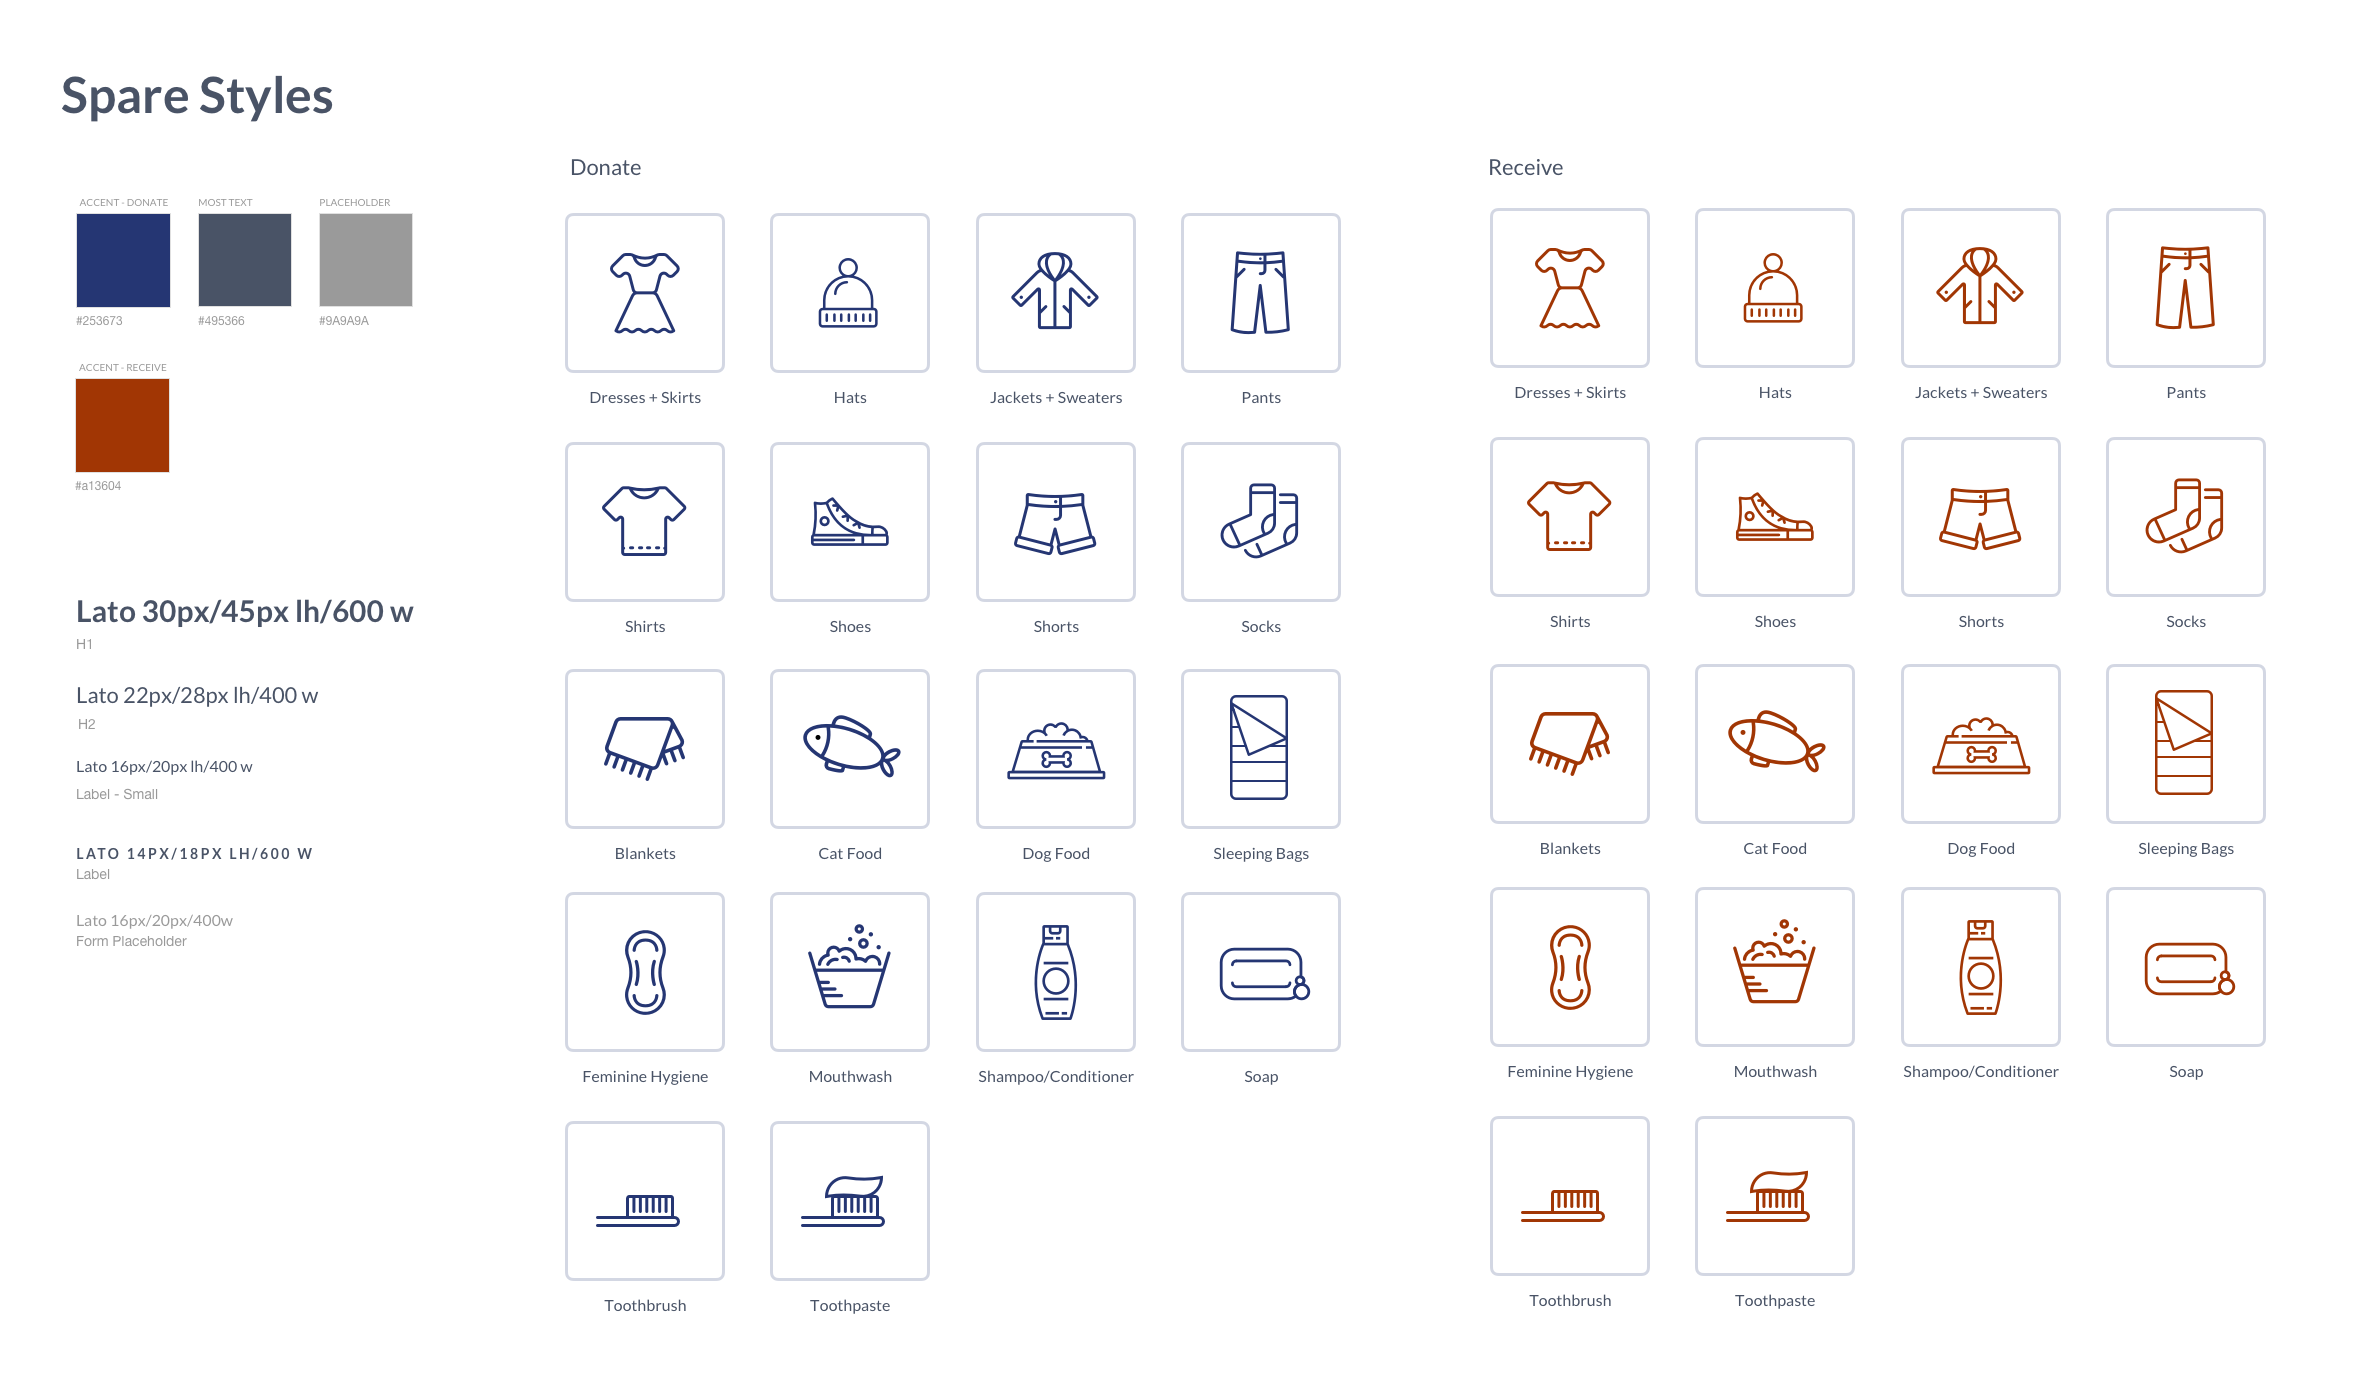 Spare Styles
ACCENT - DONATE
MOST TEXT
PLACEHOLDER
#253673
#495366
#9A9A9A
ACCENT - RECEIVE
#a13604
Lato 30px/45px lh/600 w
H1
Lato 22px/28px lh/400 w
H2
Lato 16px/20px lh/400 w
Label - Small
LATO 14PX/18PX LH/600 W
Label
Lato 16px/20px/400w
Form Placeholder
Donate
Dresses + Skirts
Hats
Jackets + Sweaters
Pants
Shirts
Shoes
Shorts
Socks
Blankets
Cat Food
Dog Food
Sleeping Bags
Feminine Hygiene
Mouthwash
Shampoo/Conditioner
Soap
Toothbrush
Toothpaste
Receive
Dresses + Skirts
Hats
Jackets + Sweaters
Pants
Shirts
Shoes
Shorts
Socks
Blankets
Cat Food
Dog Food
Sleeping Bags
Feminine Hygiene
Mouthwash
Shampoo/Conditioner
Soap
Toothbrush
Toothpaste